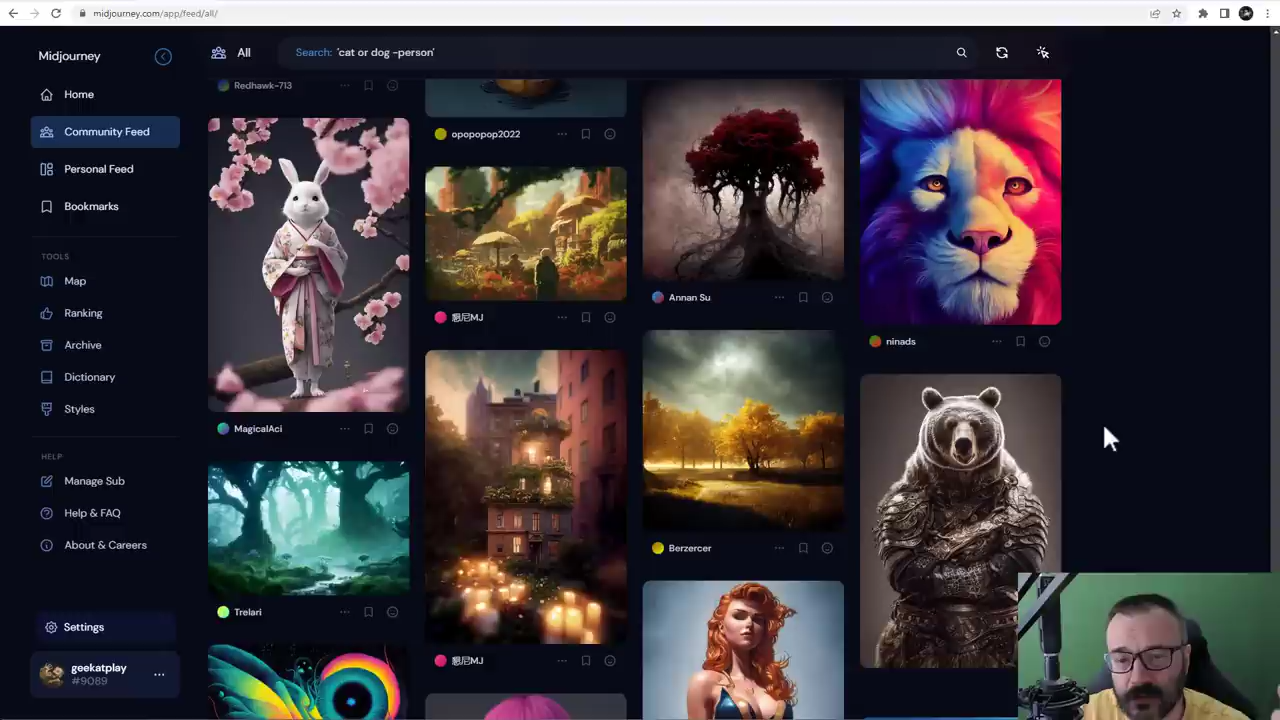 midjourney.com/app/feed/all/
Midjourney
All
Search: 'cat or dog -person'
Home
Community Feed
Personal Feed
Bookmarks
TOOLS
Map
Ranking
Archive
Dictionary
Styles
HELP
Manage Sub
Help & FAQ
About & Careers
Settings
geekatplay
#9089
Redhawk-713
MagicalAci
Trelari
opopopop2022
Annan Su
Berzercer
ninads